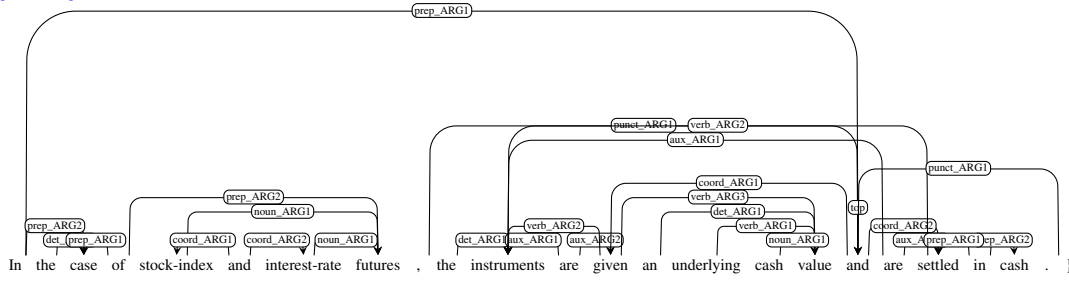 prep_ARG1
punct_ARG1 verb_ARG2
aux_ARG1
punct_ARG1
coord_ARG1
prep_ARG2 verb_ARG3
noun_ARG1 det_ARG1 top
prep_ARG2 verb_ARG2 verb_ARG1 coord_ARG2
prep_ARG1 coord_ARG1 coord_ARG2 noun_ARG1 det_ARG1 aux_ARG1 aux_ARG2 noun_ARG1 prep_ARG1
In the case of stock-index and interest-rate futures , the instruments are given an underlying cash value and are settled in cash .